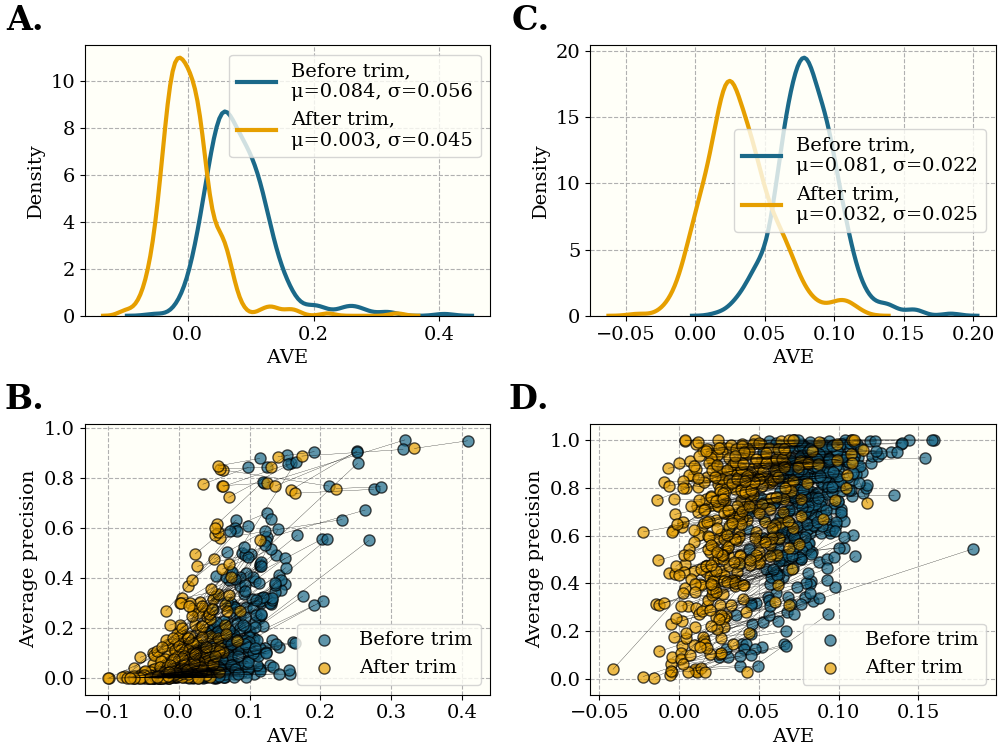 A.
Density
10
8
6
4
2
0
0.0 0.2 0.4
AVE
Before trim,
μ=0.084, σ=0.056
After trim,
μ=0.003, σ=0.045
C.
Density
20
15
10
5
0
−0.05 0.00 0.05 0.10 0.15 0.20
AVE
Before trim,
μ=0.081, σ=0.022
After trim,
μ=0.032, σ=0.025
B.
Average precision
1.0
0.8
0.6
0.4
0.2
0.0
−0.1 0.0 0.1 0.2 0.3 0.4
AVE
Before trim
After trim
D.
Average precision
1.0
0.8
0.6
0.4
0.2
0.0
−0.05 0.00 0.05 0.10 0.15
AVE
Before trim
After trim